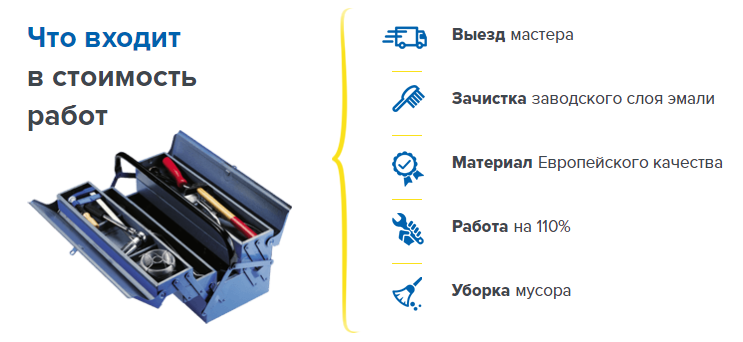 Что входит
в стоимость
работ
Выезд мастера
Зачистка заводского слоя эмали
Материал Европейского качества
Работа на 110%
Уборка мусора